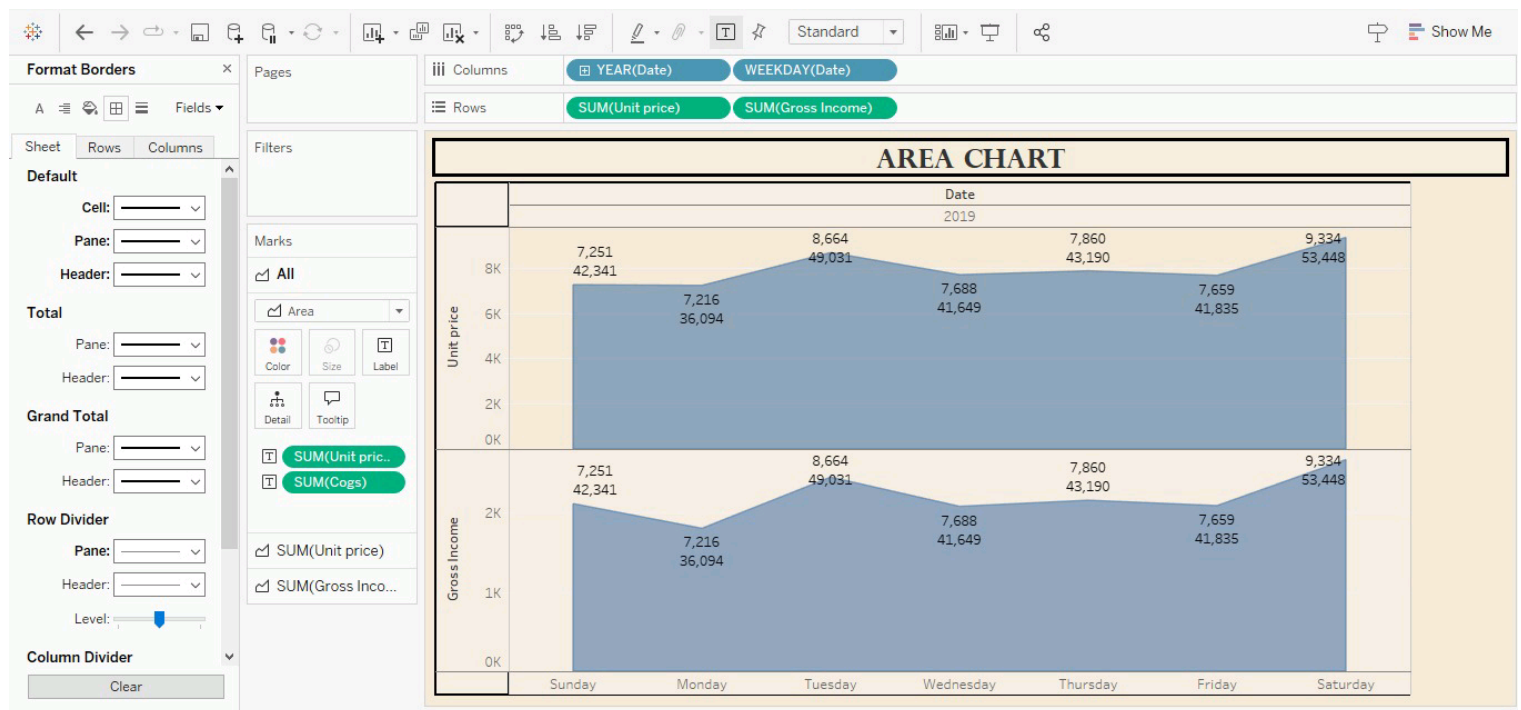 Standard
Show Me
Format Borders ×
Fields
Sheet Rows Columns
Default
Cell:
Pane:
Header:
Total
Pane:
Header:
Grand Total
Pane:
Header:
Row Divider
Pane:
Header:
Level:
Column Divider
Clear
Pages
Filters
Marks
All
Area
Color Size Label
Detail Tooltip
SUM(Unit pric..
SUM(Cogs)
SUM(Unit price)
SUM(Gross Inco...
Columns YEAR(Date) WEEKDAY(Date)
Rows SUM(Unit price) SUM(Gross Income)
AREA CHART
Date
2019
Unit price
8K
6K
4K
2K
0K
7,251
42,341
7,216
36,094
8,664
49,031
7,688
41,649
7,860
43,190
7,659
41,835
9,334
53,448
Gross Income
2K
1K
0K
7,251
42,341
7,216
36,094
8,664
49,031
7,688
41,649
7,860
43,190
7,659
41,835
9,334
53,448
Sunday Monday Tuesday Wednesday Thursday Friday Saturday